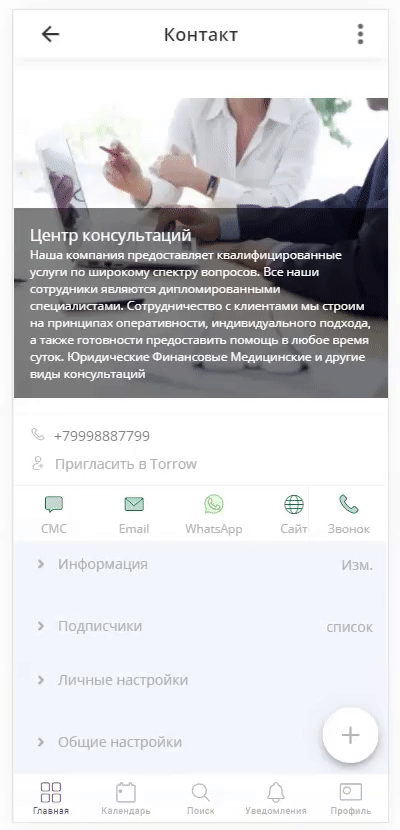 Контакт
Центр консультаций
Наша компания предоставляет квалифицированные
услуги по широкому спектру вопросов. Все наши
сотрудники являются дипломированными
специалистами. Сотрудничество с клиентами мы строим
на принципах оперативности, индивидуального подхода,
а также готовности предоставить помощь в любое время
суток. Юридические Финансовые Медицинские и другие
виды консультаций
+79998887799
Пригласить в Torrow
СМС Email WhatsApp Сайт Звонок
Информация Изм.
Подписчики список
Личные настройки
Общие настройки
Главная Календарь Поиск Уведомления Профиль